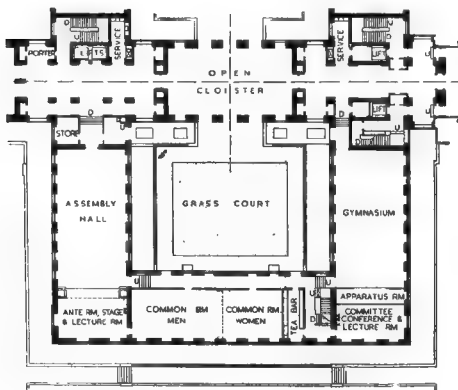 D
U
SERVICE
SERVICE
D
U
PORTER
LIFTS
LIFT
U
OPEN
CLOISTER
LIFT
U
D
STORE
D
U
D
ASSEMBLY
HALL
GRASS COURT
GYMNASIUM
U
U
U
APPARATUS RM
ANTE RM, STAGE
& LECTURE RM
COMMON RM
MEN
COMMON RM
WOMEN
TEA BAR
D
COMMITTEE
CONFERENCE &
LECTURE RM